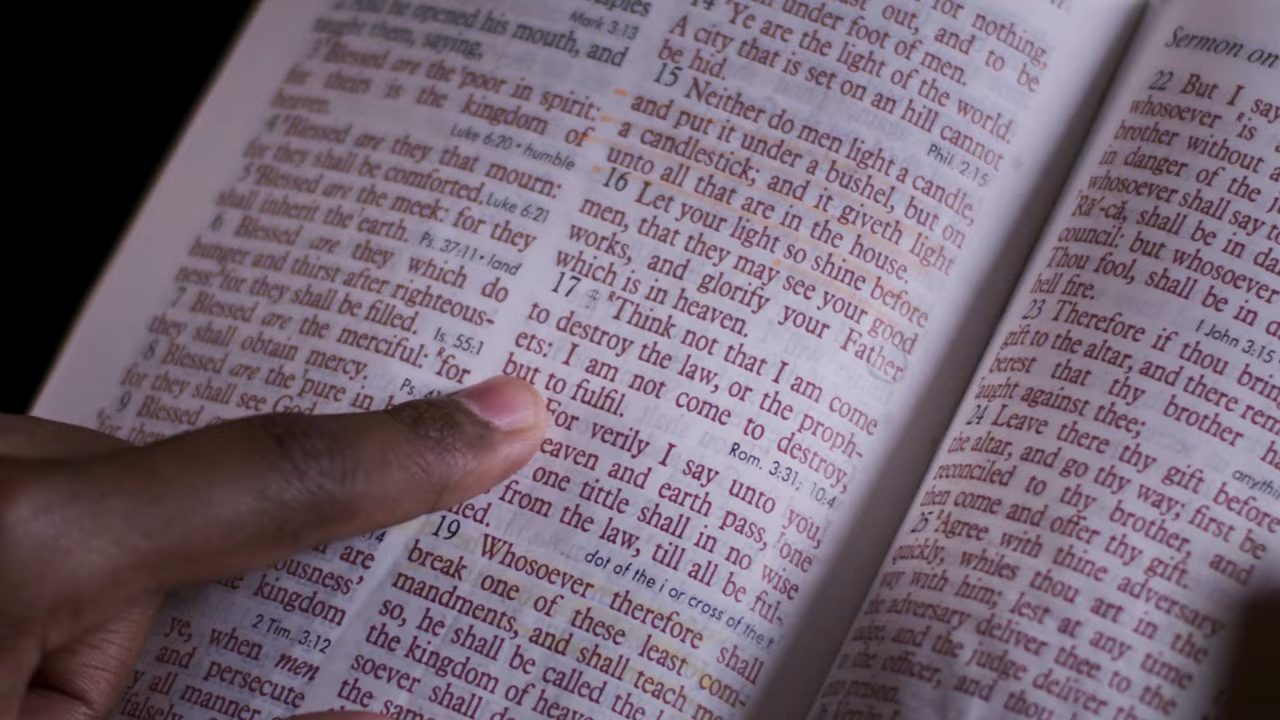 he opened his mouth, and
Mark 3:13
taught them, saying,
3 Blessed are the poor in spirit:
for theirs is the kingdom of
heaven.
Luke 6:20 • humble
4 Blessed are they that mourn:
for they shall be comforted.
Luke 6:21
5 Blessed are the meek: for they
shall inherit the earth.
Ps. 37:11 • land
6 Blessed are they which do
hunger and thirst after righteous-
ness: for they shall be filled.
Is. 55:1
7 Blessed are the merciful: for
they shall obtain mercy.
Ps.
8 Blessed are the pure in
for they shall see God.
9 Blessed
are
ousness'
kingdom
2 Tim. 3:12
ye, when men
and persecute
all manner
falsely
out, and to be
under foot of men.
14 Ye are the light of the world.
A city that is set on an hill cannot
be hid.
Phil. 2:15
15 Neither do men light a candle,
and put it under a bushel, but on
a candlestick; and it giveth light
unto all that are in the house.
16 Let your light so shine before
men, that they may see your good
works, and glorify your Father
which is in heaven.
17 Think not that I am come
to destroy the law, or the proph-
ets: I am not come to destroy,
but to fulfil.
Rom. 3:31; 10:4
For verily I say unto you,
eaven and earth pass, one
one tittle shall in no wise
from the law, till all be ful-
filled.
dot of the i or cross of the t
19 Whosoever therefore shall
break one of these least com-
mandments, and shall teach me
so, he shall be called the
the kingdom of heav
soever shall d
the same
Sermon on
22 But I say
whosoever is
brother without a
in danger of the
whosoever shall say t
Rā'-cȧ, shall be in da
council: but whosoever
Thou fool, shall be in d
hell fire.
1 John 3:15
23 Therefore if thou brin
gift to the altar, and there rem
berest that thy brother ha
aught against thee;
anythi
24 Leave there thy gift before
the altar, and go thy way; first be
reconciled to thy brother, and
then come and offer thy gift.
25 Agree with thine adversary
quickly, whiles thou art in the
way with him; lest at any time
the adversary deliver thee to the
judge, and the judge deliver the
to the officer, and thou
into prison.